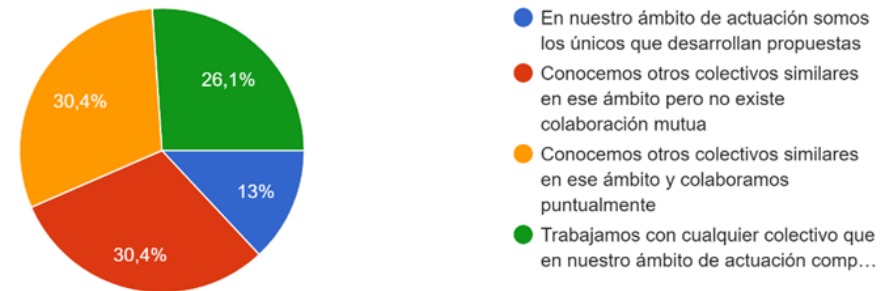 26,1%
30,4%
13%
30,4%
En nuestro ámbito de actuación somos
los únicos que desarrollan propuestas
Conocemos otros colectivos similares
en ese ámbito pero no existe
colaboración mutua
Conocemos otros colectivos similares
en ese ámbito y colaboramos
puntualmente
Trabajamos con cualquier colectivo que
en nuestro ámbito de actuación comp…